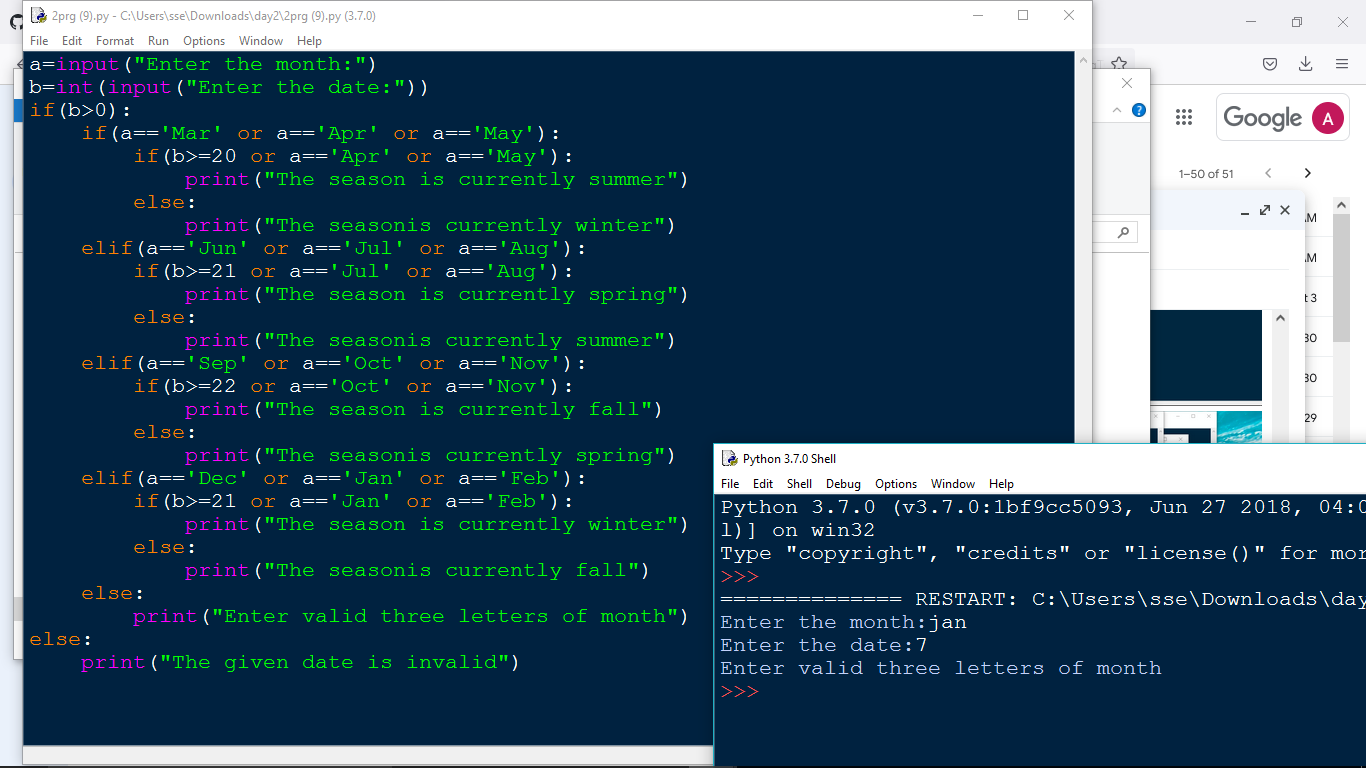 2prg (9).py - C:\Users\sse\Downloads\day2\2prg (9).py (3.7.0)
File Edit Format Run Options Window Help
a=input("Enter the month:")
b=int(input("Enter the date:"))
if(b>0):
    if(a=='Mar' or a=='Apr' or a=='May'):
        if(b>=20 or a=='Apr' or a=='May'):
            print("The season is currently summer")
        else:
            print("The seasonis currently winter")
    elif(a=='Jun' or a=='Jul' or a=='Aug'):
        if(b>=21 or a=='Jul' or a=='Aug'):
            print("The season is currently spring")
        else:
            print("The seasonis currently summer")
    elif(a=='Sep' or a=='Oct' or a=='Nov'):
        if(b>=22 or a=='Oct' or a=='Nov'):
            print("The season is currently fall")
        else:
            print("The seasonis currently spring")
    elif(a=='Dec' or a=='Jan' or a=='Feb'):
        if(b>=21 or a=='Jan' or a=='Feb'):
            print("The season is currently winter")
        else:
            print("The seasonis currently fall")
    else:
        print("Enter valid three letters of month")
else:
    print("The given date is invalid")
Google A
1–50 of 51
AM
AM
t 3
30
30
29
Python 3.7.0 Shell
File Edit Shell Debug Options Window Help
Python 3.7.0 (v3.7.0:1bf9cc5093, Jun 27 2018, 04:0
l)] on win32
Type "copyright", "credits" or "license()" for mor
>>>
============== RESTART: C:\Users\sse\Downloads\day
Enter the month:jan
Enter the date:7
Enter valid three letters of month
>>>